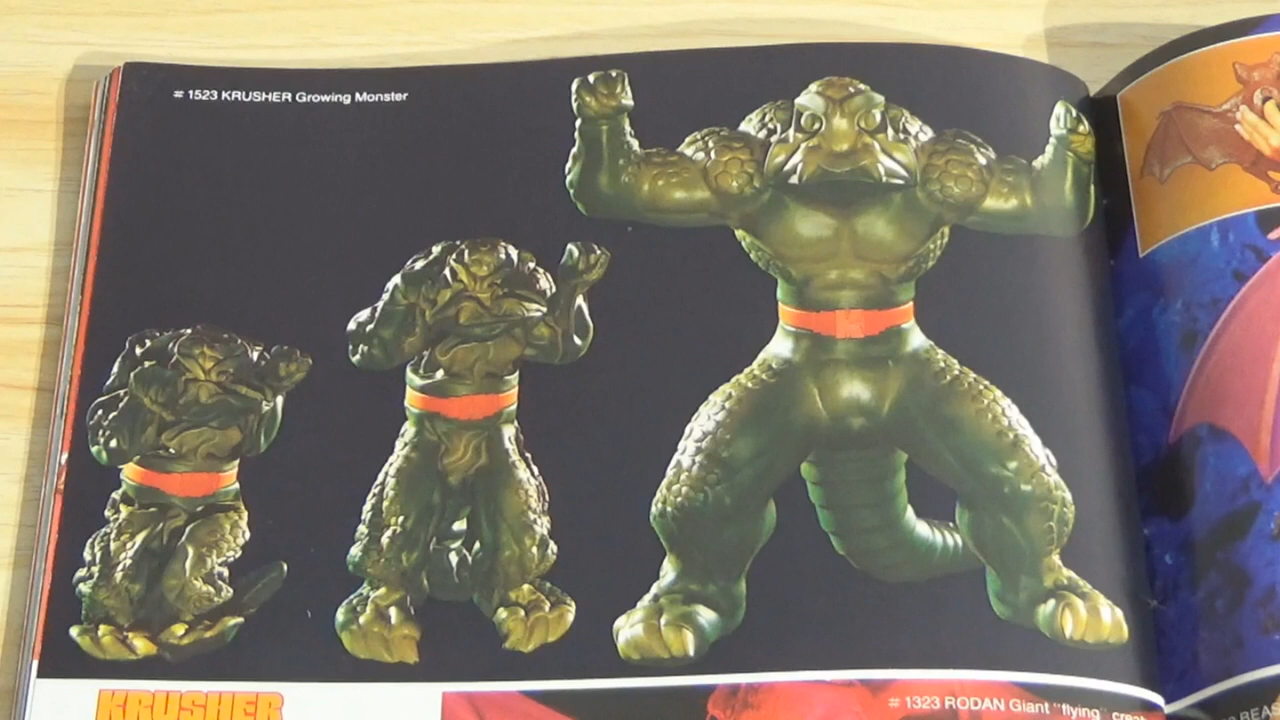 # 1523 KRUSHER Growing Monster
KRUSHER
# 1323 RODAN Giant "flying"